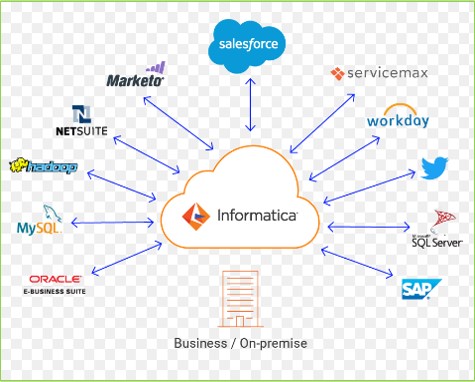 salesforce
Marketo
servicemax
NETSUITE
workday
hadoop
Informatica
MySQL
SQL Server
ORACLE
E-BUSINESS SUITE
SAP
Business / On-premise